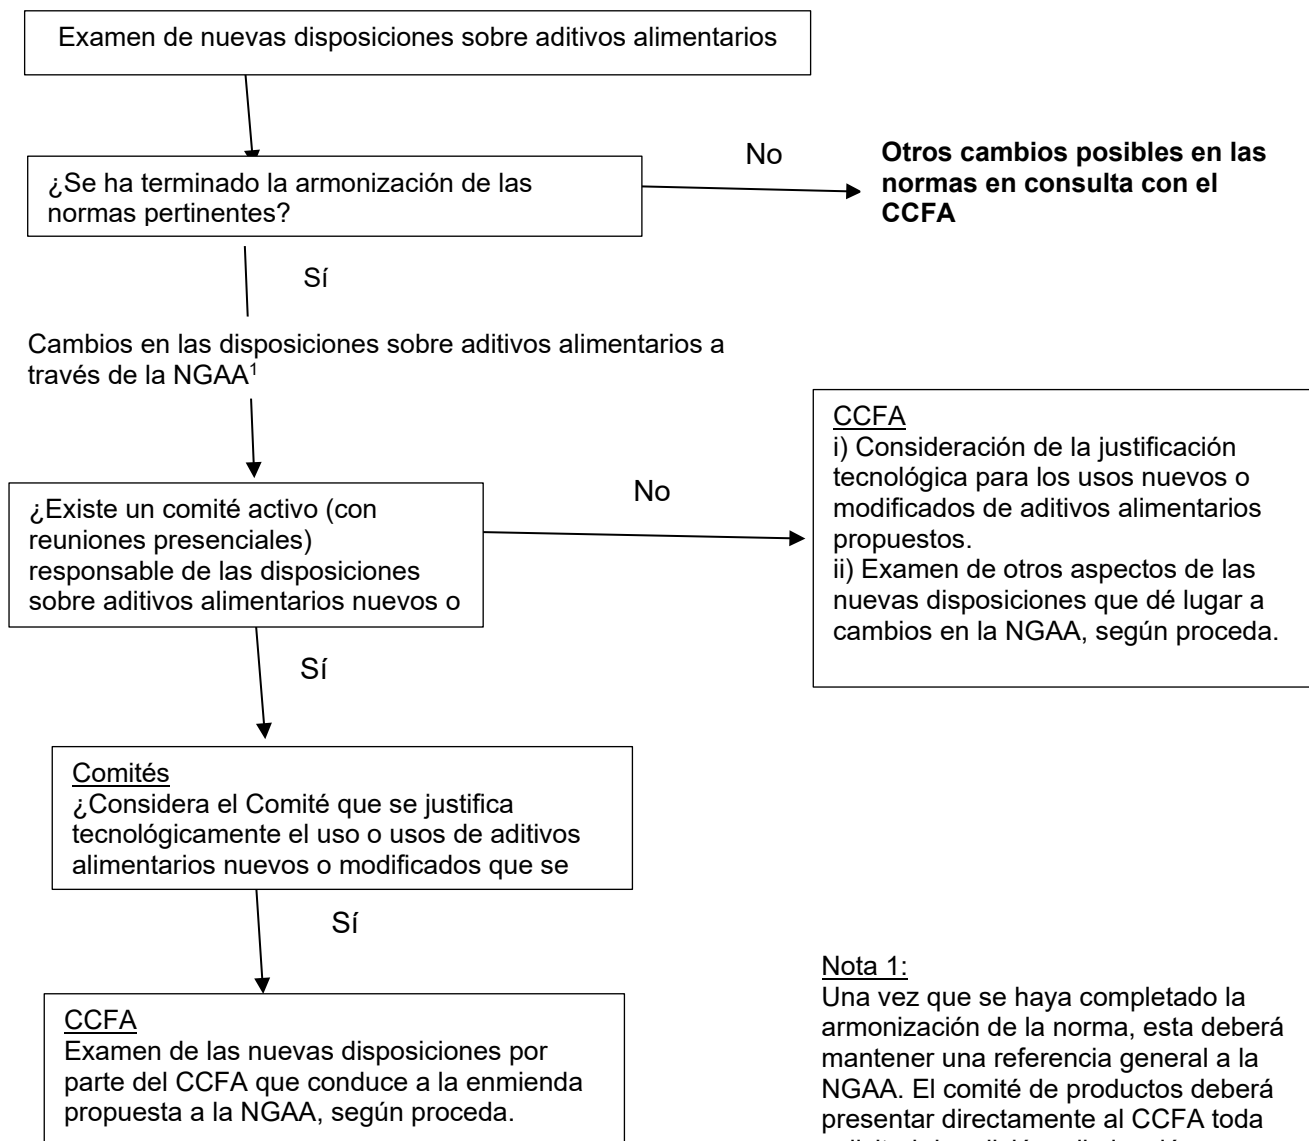 Examen de nuevas disposiciones sobre aditivos alimentarios
¿Se ha terminado la armonización de las
normas pertinentes?
No
Otros cambios posibles en las
normas en consulta con el
CCFA
Sí
Cambios en las disposiciones sobre aditivos alimentarios a
través de la NGAA1
¿Existe un comité activo (con
reuniones presenciales)
responsable de las disposiciones
sobre aditivos alimentarios nuevos o
No
CCFA
i) Consideración de la justificación
tecnológica para los usos nuevos o
modificados de aditivos alimentarios
propuestos.
ii) Examen de otros aspectos de las
nuevas disposiciones que dé lugar a
cambios en la NGAA, según proceda.
Sí
Comités
¿Considera el Comité que se justifica
tecnológicamente el uso o usos de aditivos
alimentarios nuevos o modificados que se
Sí
CCFA
Examen de las nuevas disposiciones por
parte del CCFA que conduce a la enmienda
propuesta a la NGAA, según proceda.
Nota 1:
Una vez que se haya completado la
armonización de la norma, esta deberá
mantener una referencia general a la
NGAA. El comité de productos deberá
presentar directamente al CCFA toda